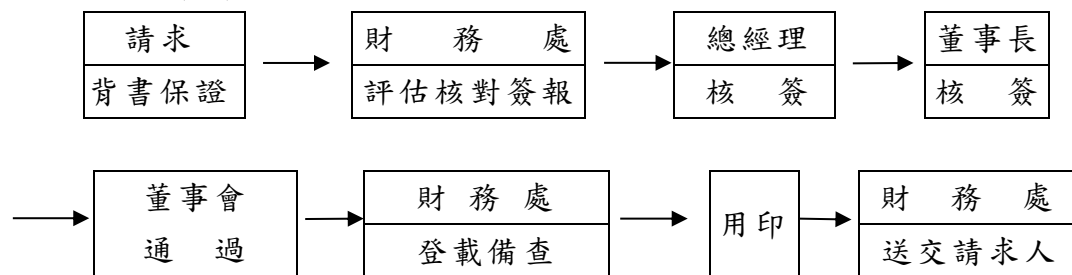 請求
背書保證
財務處
評估核對簽報
總經理
核簽
董事長
核簽
董事會
通過
財務處
登載備查
用印
財務處
送交請求人